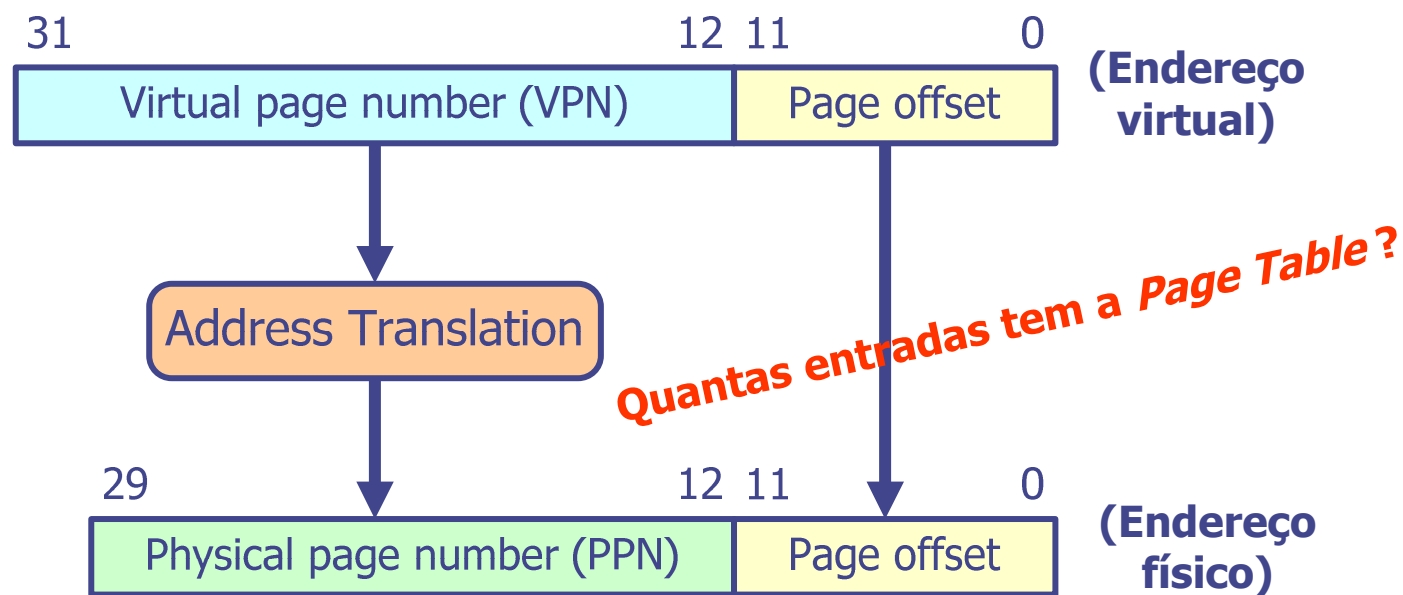 31 12 11 0
Virtual page number (VPN) Page offset
(Endereço
virtual)
Address Translation
Quantas entradas tem a Page Table ?
29 12 11 0
Physical page number (PPN) Page offset
(Endereço
físico)